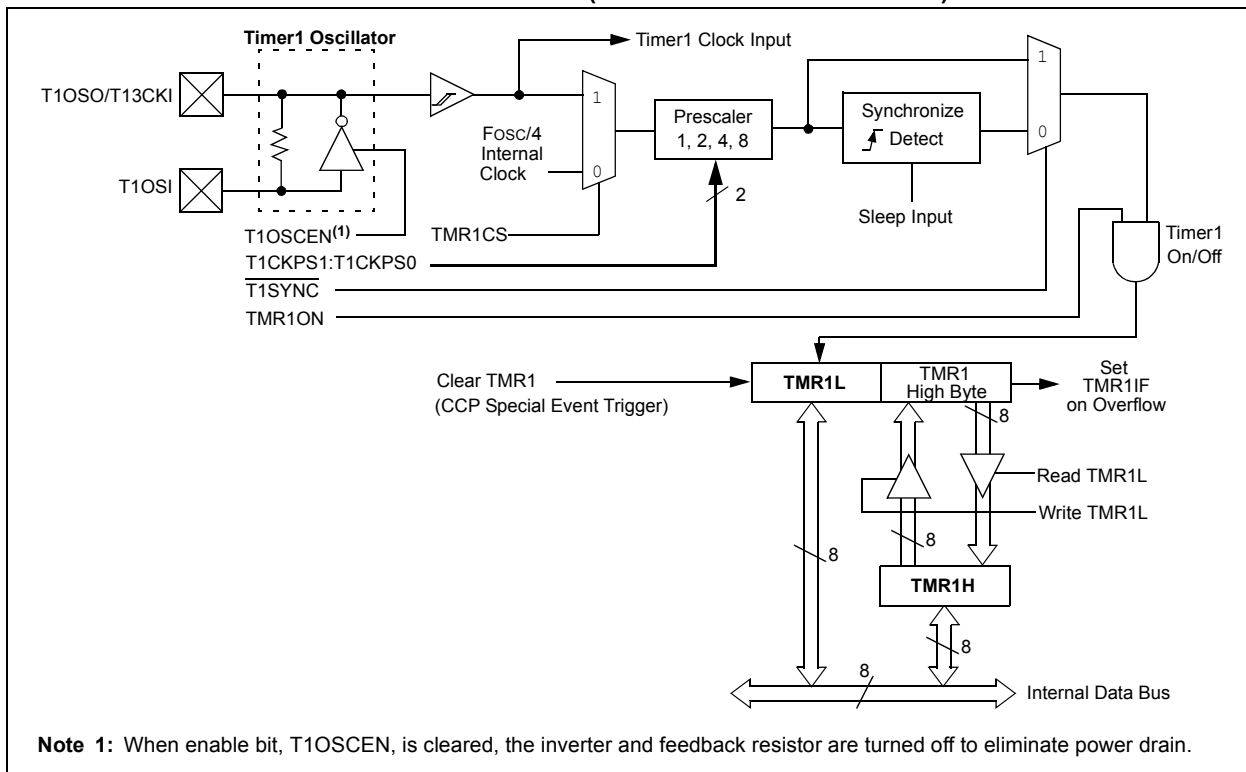 Timer1 Oscillator
Timer1 Clock Input
T1OSO/T13CKI
T1OSI
FOSC/4
Internal
Clock
1
0
Prescaler
1, 2, 4, 8
2
Synchronize
Detect
Sleep Input
1
0
T1OSCEN(1)
TMR1CS
T1CKPS1:T1CKPS0
T1SYNC
TMR1ON
Timer1
On/Off
Clear TMR1
(CCP Special Event Trigger)
TMR1L
TMR1
High Byte
Set
TMR1IF
on Overflow
8
Read TMR1L
Write TMR1L
8
8
TMR1H
8
8
Internal Data Bus
Note 1: When enable bit, T1OSCEN, is cleared, the inverter and feedback resistor are turned off to eliminate power drain.